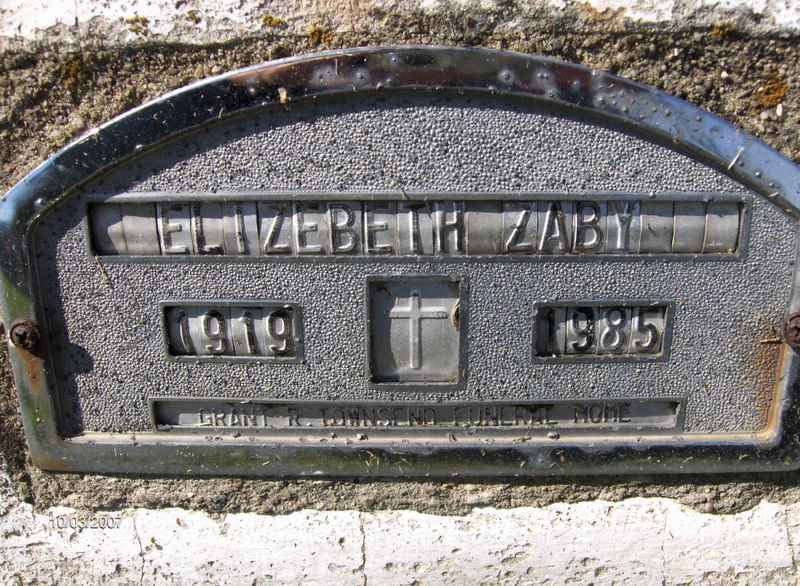 ELIZEBETH ZABY
1919 1985
GRANT R. TOWNSEND FUNERAL HOME
10/03/2007